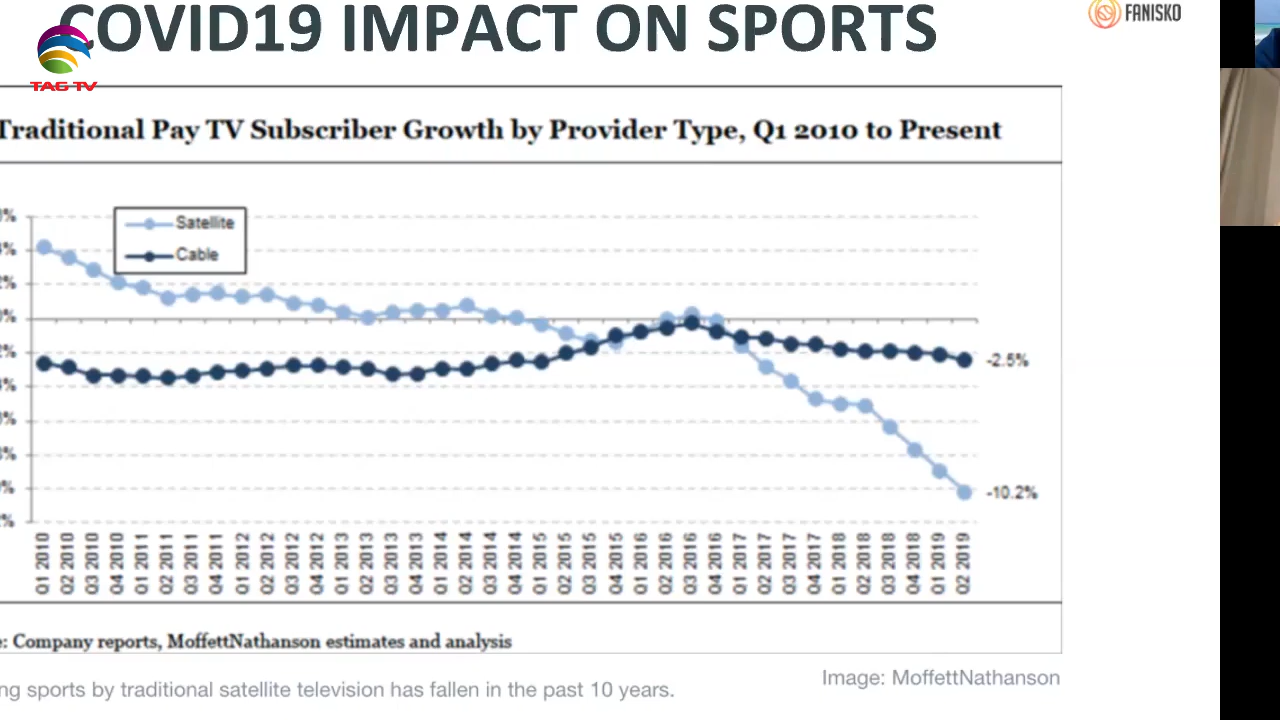 COVID19 IMPACT ON SPORTS
FANISKO
TAG TV
Traditional Pay TV Subscriber Growth by Provider Type, Q1 2010 to Present
Satellite
Cable
-2.5%
-10.2%
Q1 2010
Q2 2010
Q3 2010
Q4 2010
Q1 2011
Q2 2011
Q3 2011
Q4 2011
Q1 2012
Q2 2012
Q3 2012
Q4 2012
Q1 2013
Q2 2013
Q3 2013
Q4 2013
Q1 2014
Q2 2014
Q3 2014
Q4 2014
Q1 2015
Q2 2015
Q3 2015
Q4 2015
Q1 2016
Q2 2016
Q3 2016
Q4 2016
Q1 2017
Q2 2017
Q3 2017
Q4 2017
Q1 2018
Q2 2018
Q3 2018
Q4 2018
Q1 2019
Q2 2019
: Company reports, MoffettNathanson estimates and analysis
Image: MoffettNathanson
ng sports by traditional satellite television has fallen in the past 10 years.